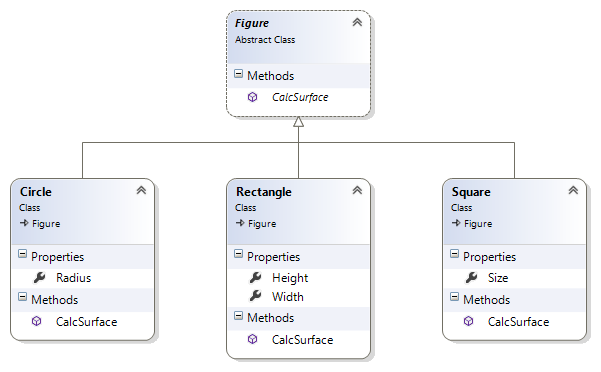 Figure
Abstract Class
Methods
CalcSurface
Circle
Class
Figure
Properties
Radius
Methods
CalcSurface
Rectangle
Class
Figure
Properties
Height
Width
Methods
CalcSurface
Square
Class
Figure
Properties
Size
Methods
CalcSurface